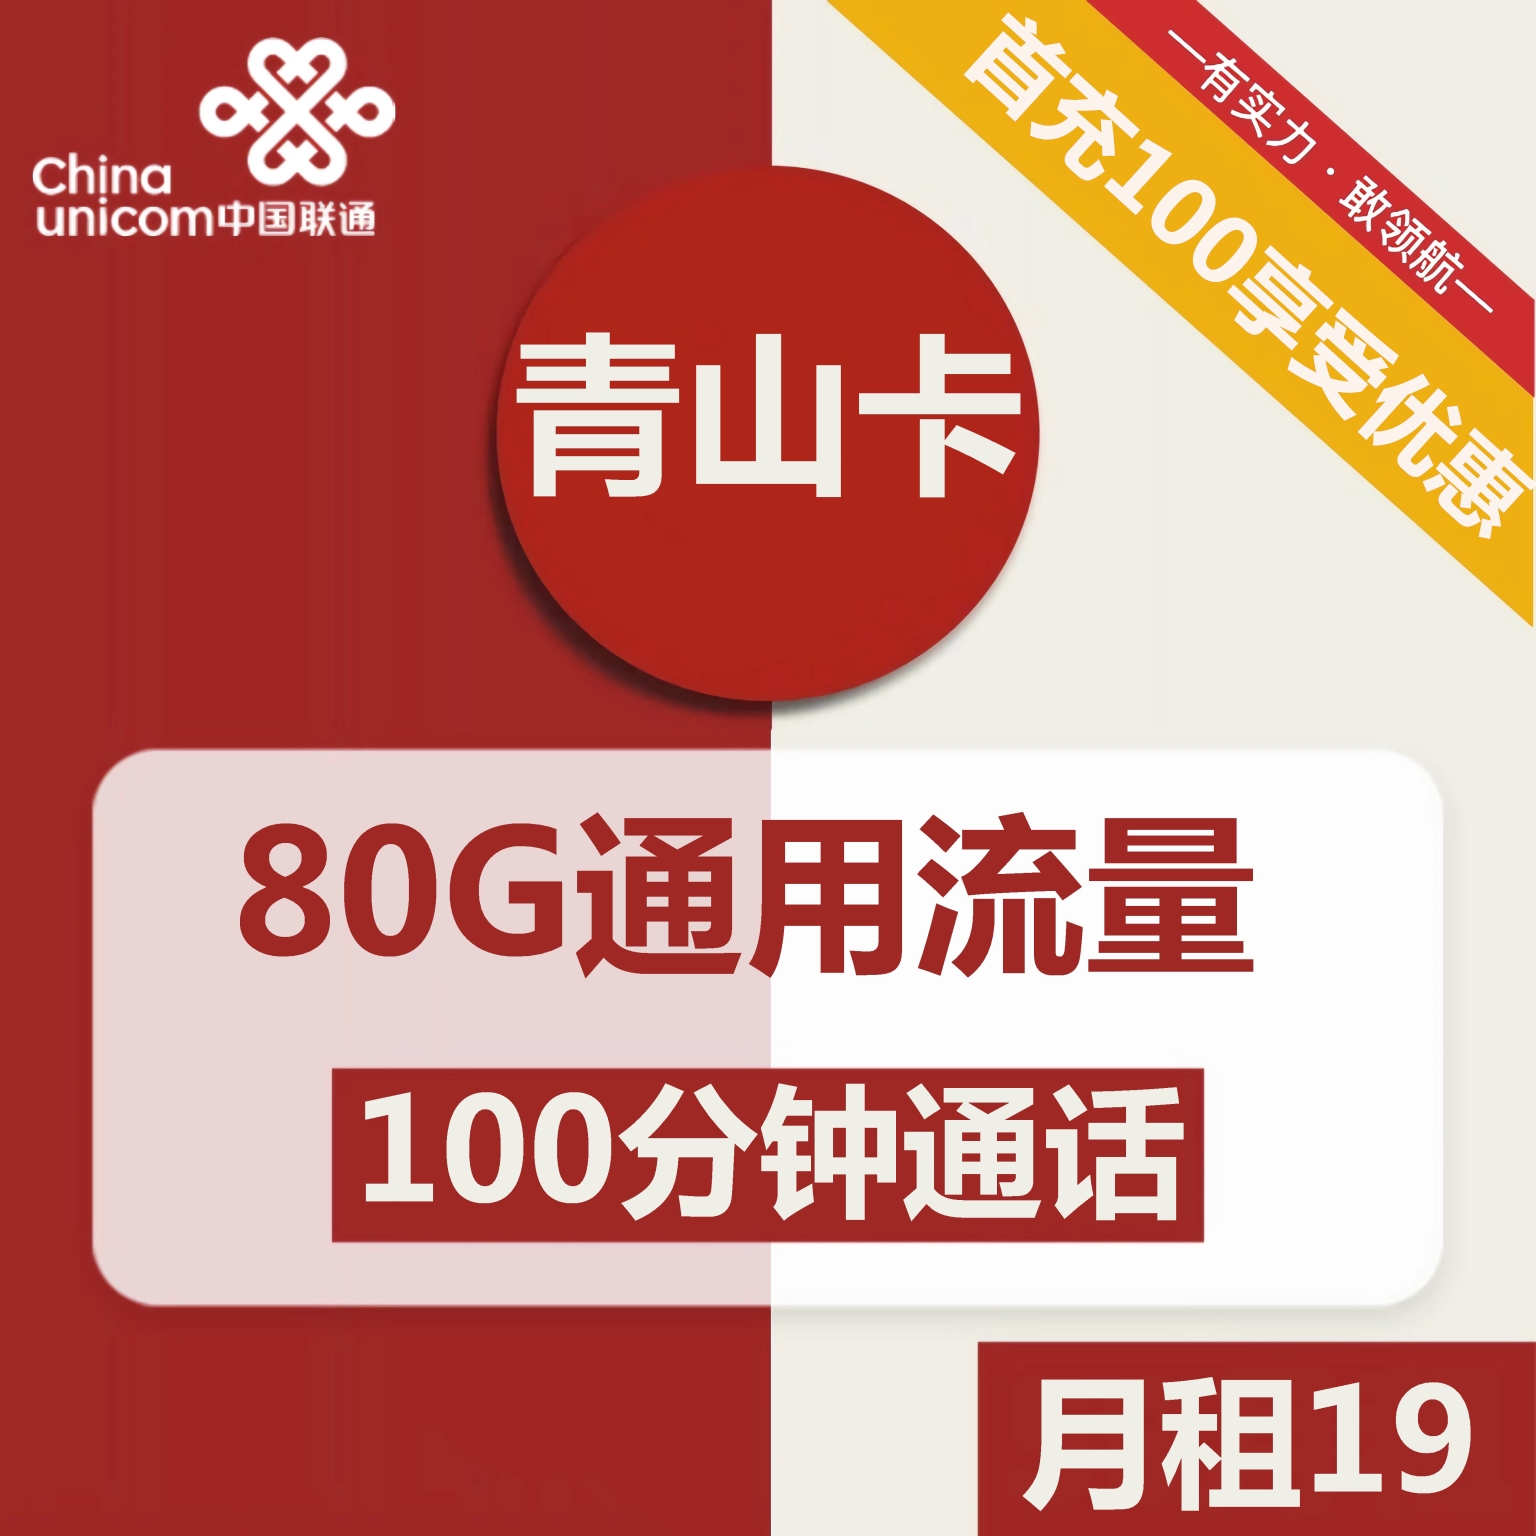 China
unicom中国联通
一有实力·敢领航一
首充100享受优惠
青山卡
80G通用流量
100分钟通话
月租19